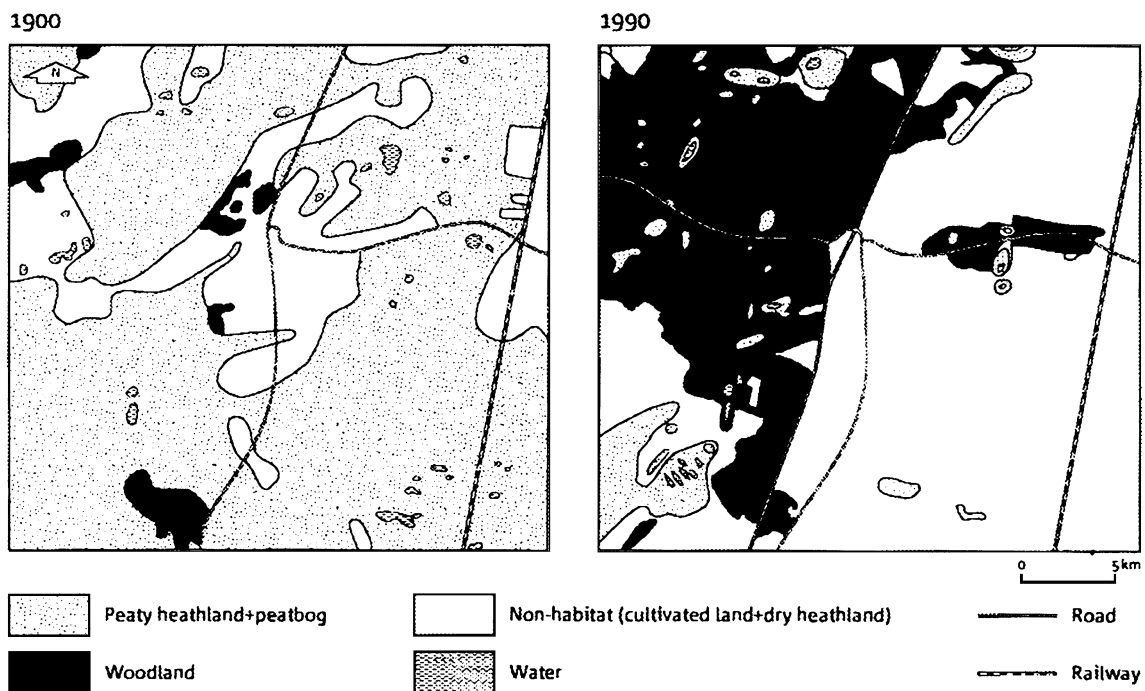 1900
1990
N
0 5km
Peaty heathland+peatbog
Non-habitat (cultivated land+dry heathland)
Road
Woodland
Water
Railway